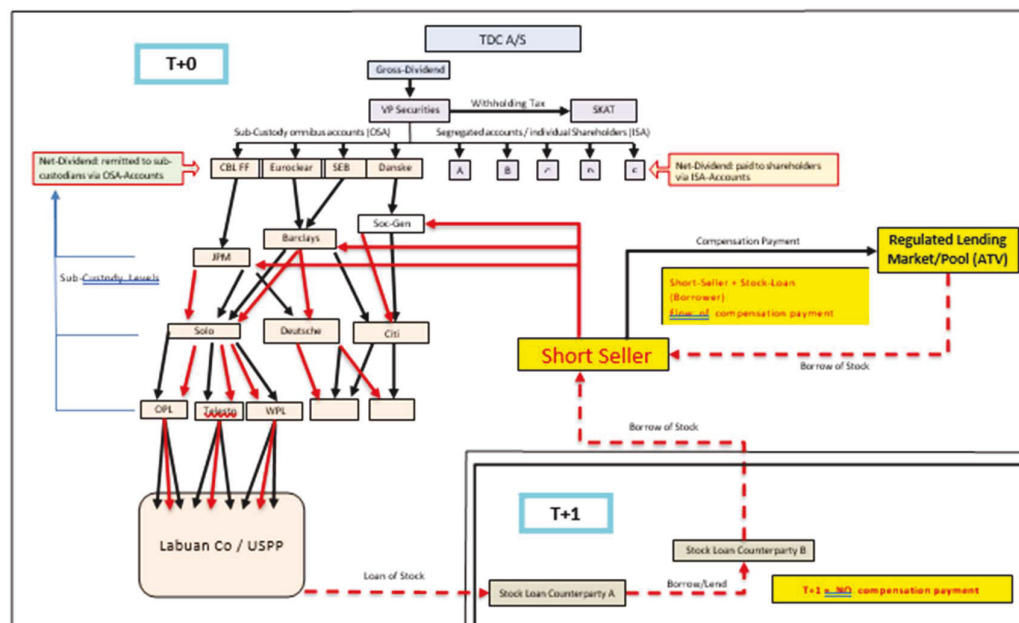 TDC A/S
T+0
Gross-Dividend
VP Securities
Withholding Tax
SKAT
Sub-Custody omnibus accounts (OSA)
Segregated accounts / individual Shareholders (ISA)
Net-Dividend: remitted to sub-
custodians via OSA-Accounts
CBL FF
Euroclear
SEB
Danske
A
B
C
D
Net-Dividend: paid to shareholders
via ISA-Accounts
Soc-Gen
Barclays
JPM
Compensation Payment
Regulated Lending
Market/Pool (ATV)
Sub-Custody Levels
Short-Seller + Stock-Loan
(Borrower)
flow of compensation payment
Solo
Deutsche
Citi
Short Seller
Borrow of Stock
OPL
Telesto
WPL
Borrow of Stock
T+1
Labuan Co / USPP
Stock Loan Counterparty B
Loan of Stock
Stock Loan Counterparty A
Borrow/Lend
T+1 = NO compensation payment